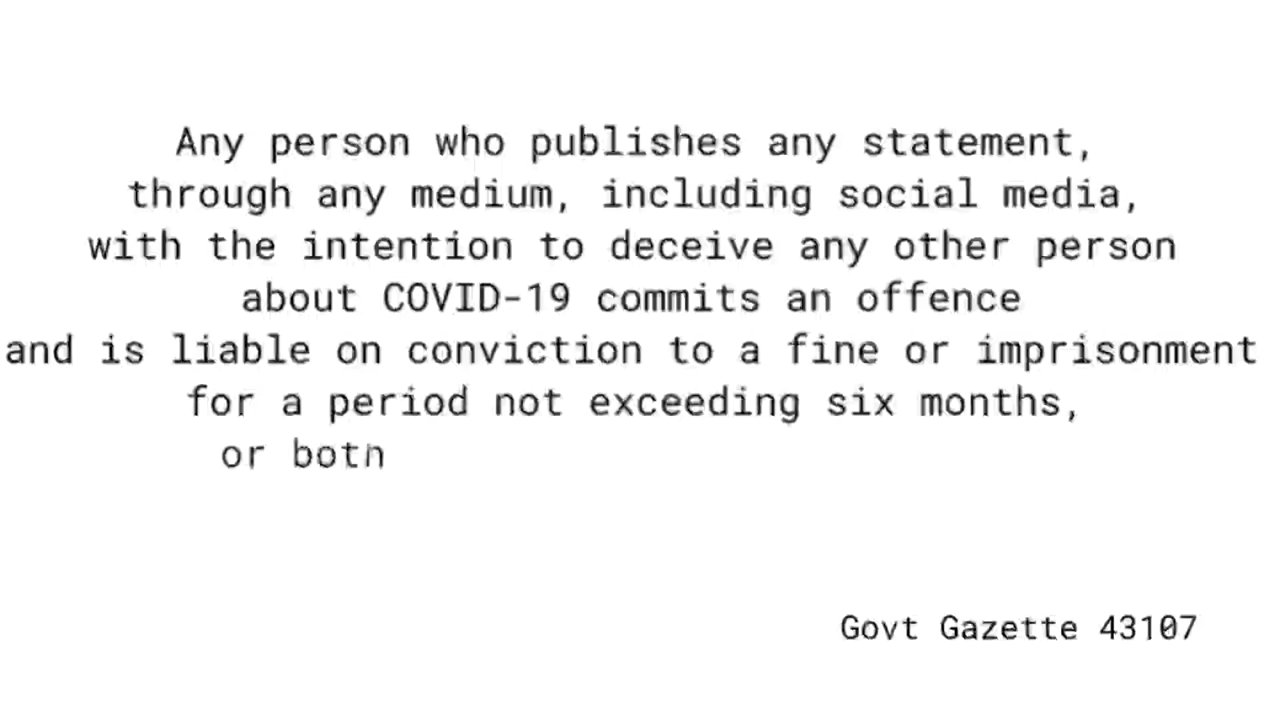 Any person who publishes any statement,
through any medium, including social media,
with the intention to deceive any other person
about COVID-19 commits an offence
and is liable on conviction to a fine or imprisonment
for a period not exceeding six months,
or both
Govt Gazette 43107